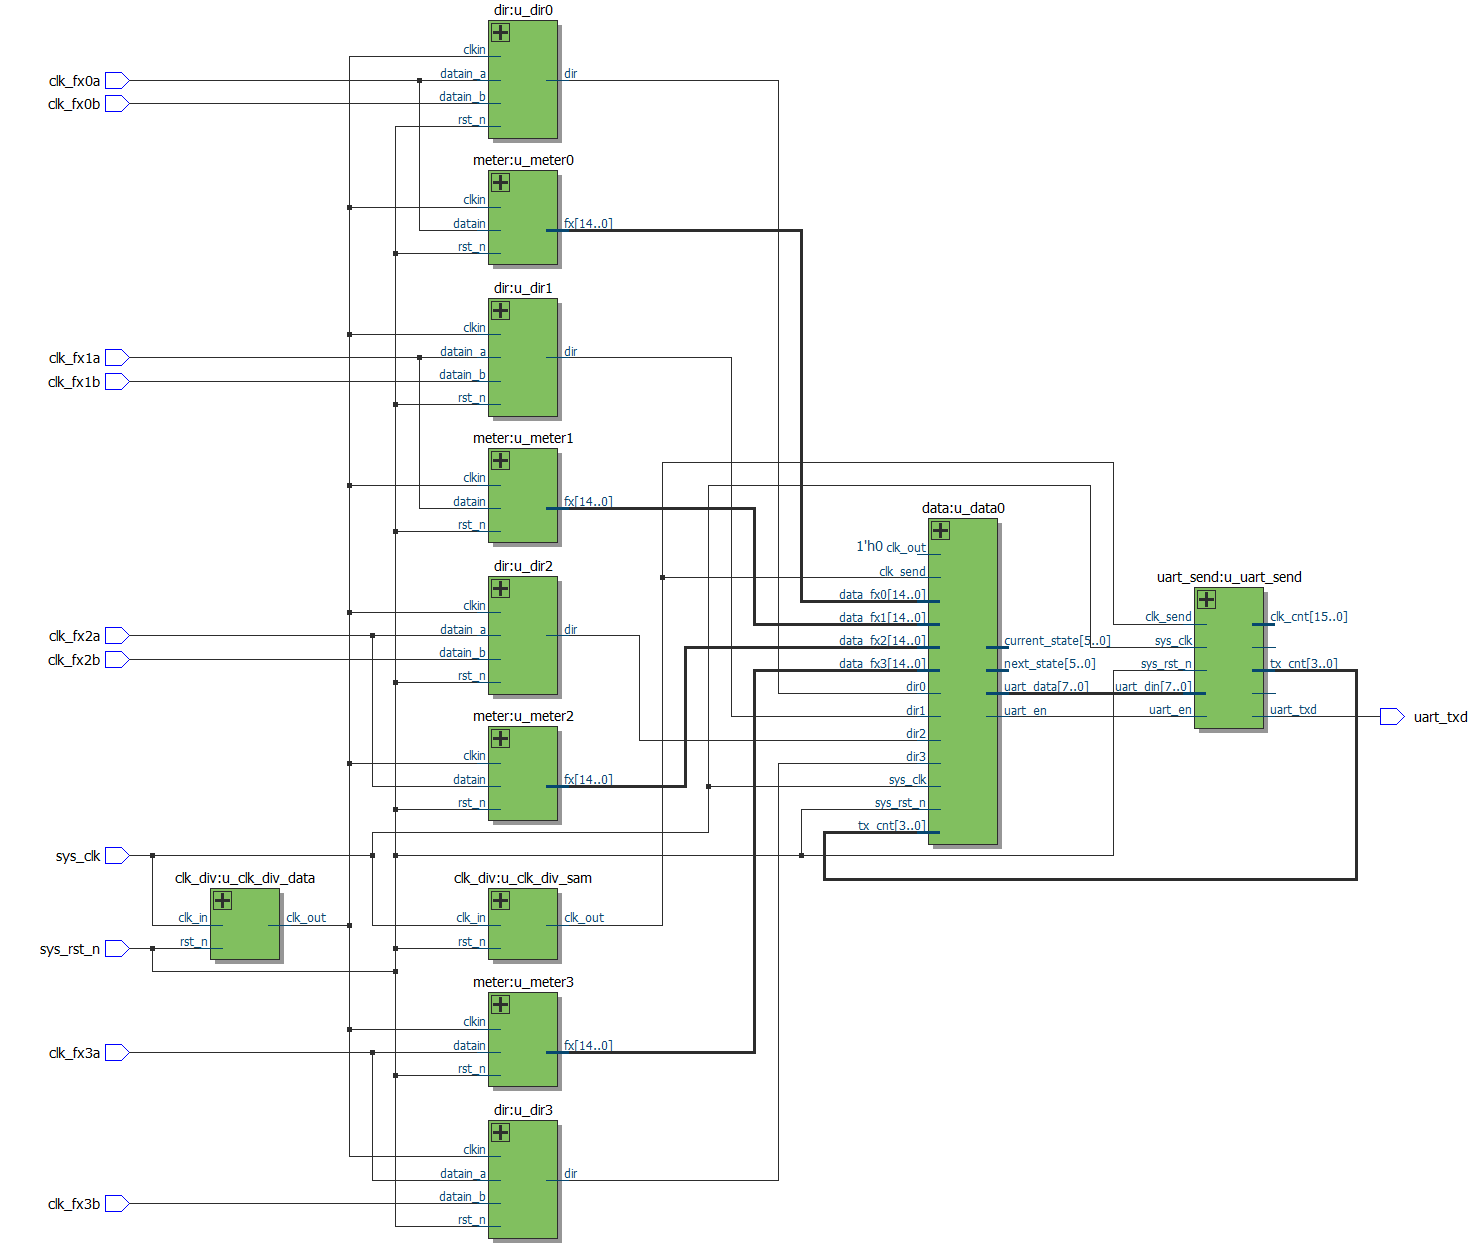 dir:u_dir0
clkin
clk_fx0a
datain_a
dir
clk_fx0b
datain_b
rst_n
meter:u_meter0
clkin
datain
fx[14..0]
rst_n
dir:u_dir1
clkin
clk_fx1a
datain_a
dir
clk_fx1b
datain_b
rst_n
meter:u_meter1
clkin
datain
fx[14..0]
rst_n
dir:u_dir2
clkin
clk_fx2a
datain_a
dir
clk_fx2b
datain_b
rst_n
meter:u_meter2
clkin
datain
fx[14..0]
rst_n
data:u_data0
1'h0 clk_out
clk_send
data_fx0[14..0]
data_fx1[14..0]
data_fx2[14..0]
data_fx3[14..0]
dir0
dir1
dir2
dir3
sys_clk
sys_rst_n
tx_cnt[3..0]
current_state[5..0]
next_state[5..0]
uart_data[7..0]
uart_en
uart_send:u_uart_send
clk_send
sys_clk
sys_rst_n
uart_din[7..0]
uart_en
clk_cnt[15..0]
tx_cnt[3..0]
uart_txd
uart_txd
sys_clk
clk_div:u_clk_div_data
clk_in
clk_out
rst_n
sys_rst_n
clk_div:u_clk_div_sam
clk_in
clk_out
rst_n
meter:u_meter3
clkin
clk_fx3a
datain
fx[14..0]
rst_n
dir:u_dir3
clkin
datain_a
dir
clk_fx3b
datain_b
rst_n